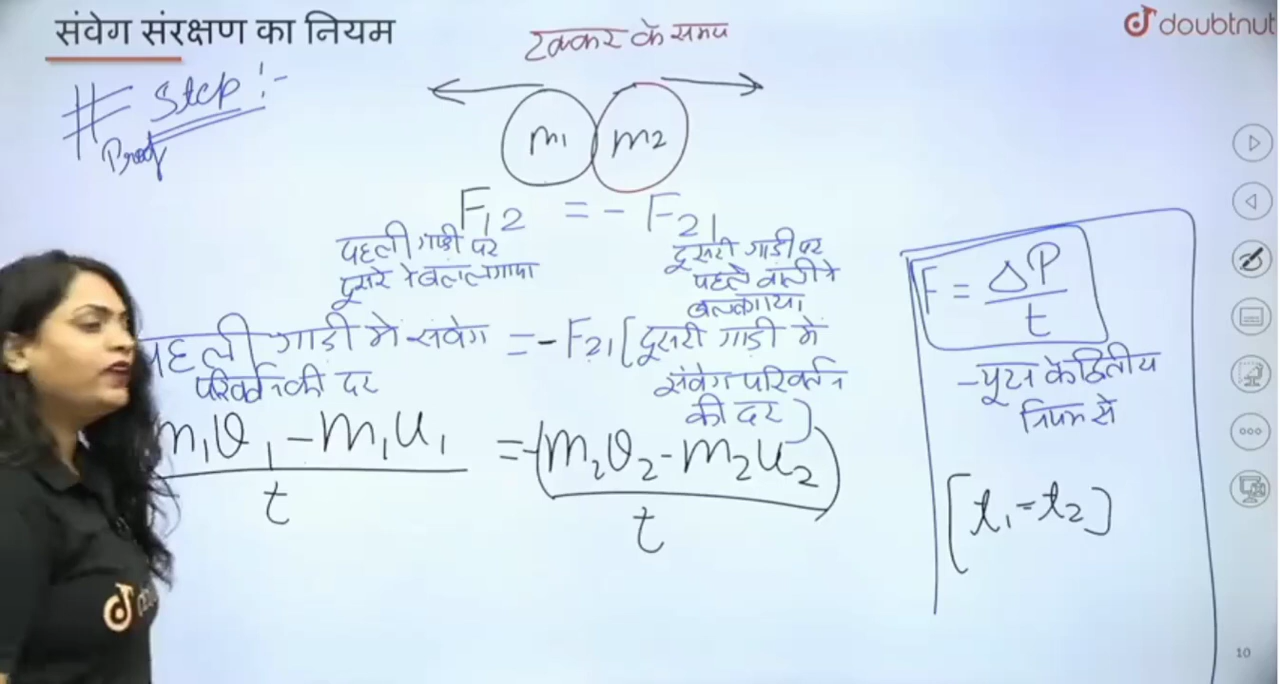 संवेग संरक्षण का नियम
doubtnut
टक्कर के समय
# Step :-
Proof
m1 m2
F12 = - F21
पहली गाडी पर
दूसरे ने बल लगाया
दूसरी गाडी पर
पहले वाली ने
बल लगाया
पहली गाडी में संवेग
परिवर्तन की दर
= - F21 [दूसरी गाडी में
संवेग परिवर्तन
की दर]
m1v1 - m1u1 / t = -(m2v2 - m2u2) / t
F = ΔP / t
- न्यूटन के द्वितीय
नियम से
[t1 = t2]
10